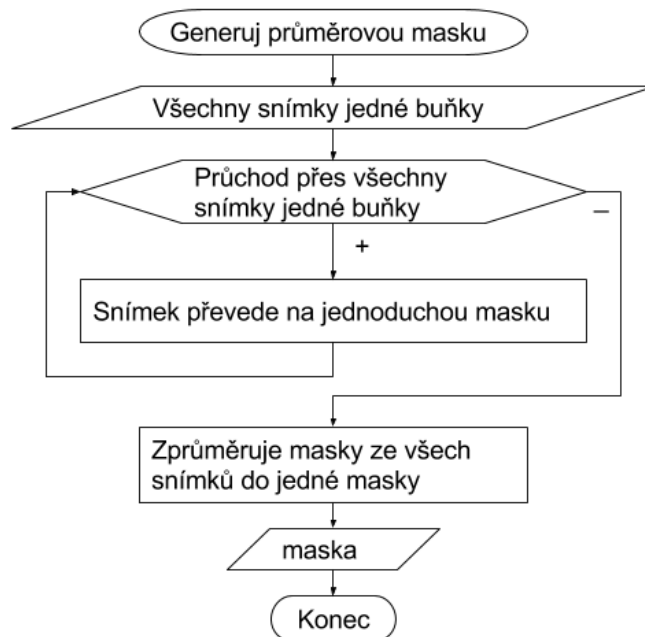 Generuj průměrovou masku
Všechny snímky jedné buňky
Průchod přes všechny
snímky jedné buňky
–
+
Snímek převede na jednoduchou masku
Zprůměruje masky ze všech
snímků do jedné masky
maska
Konec